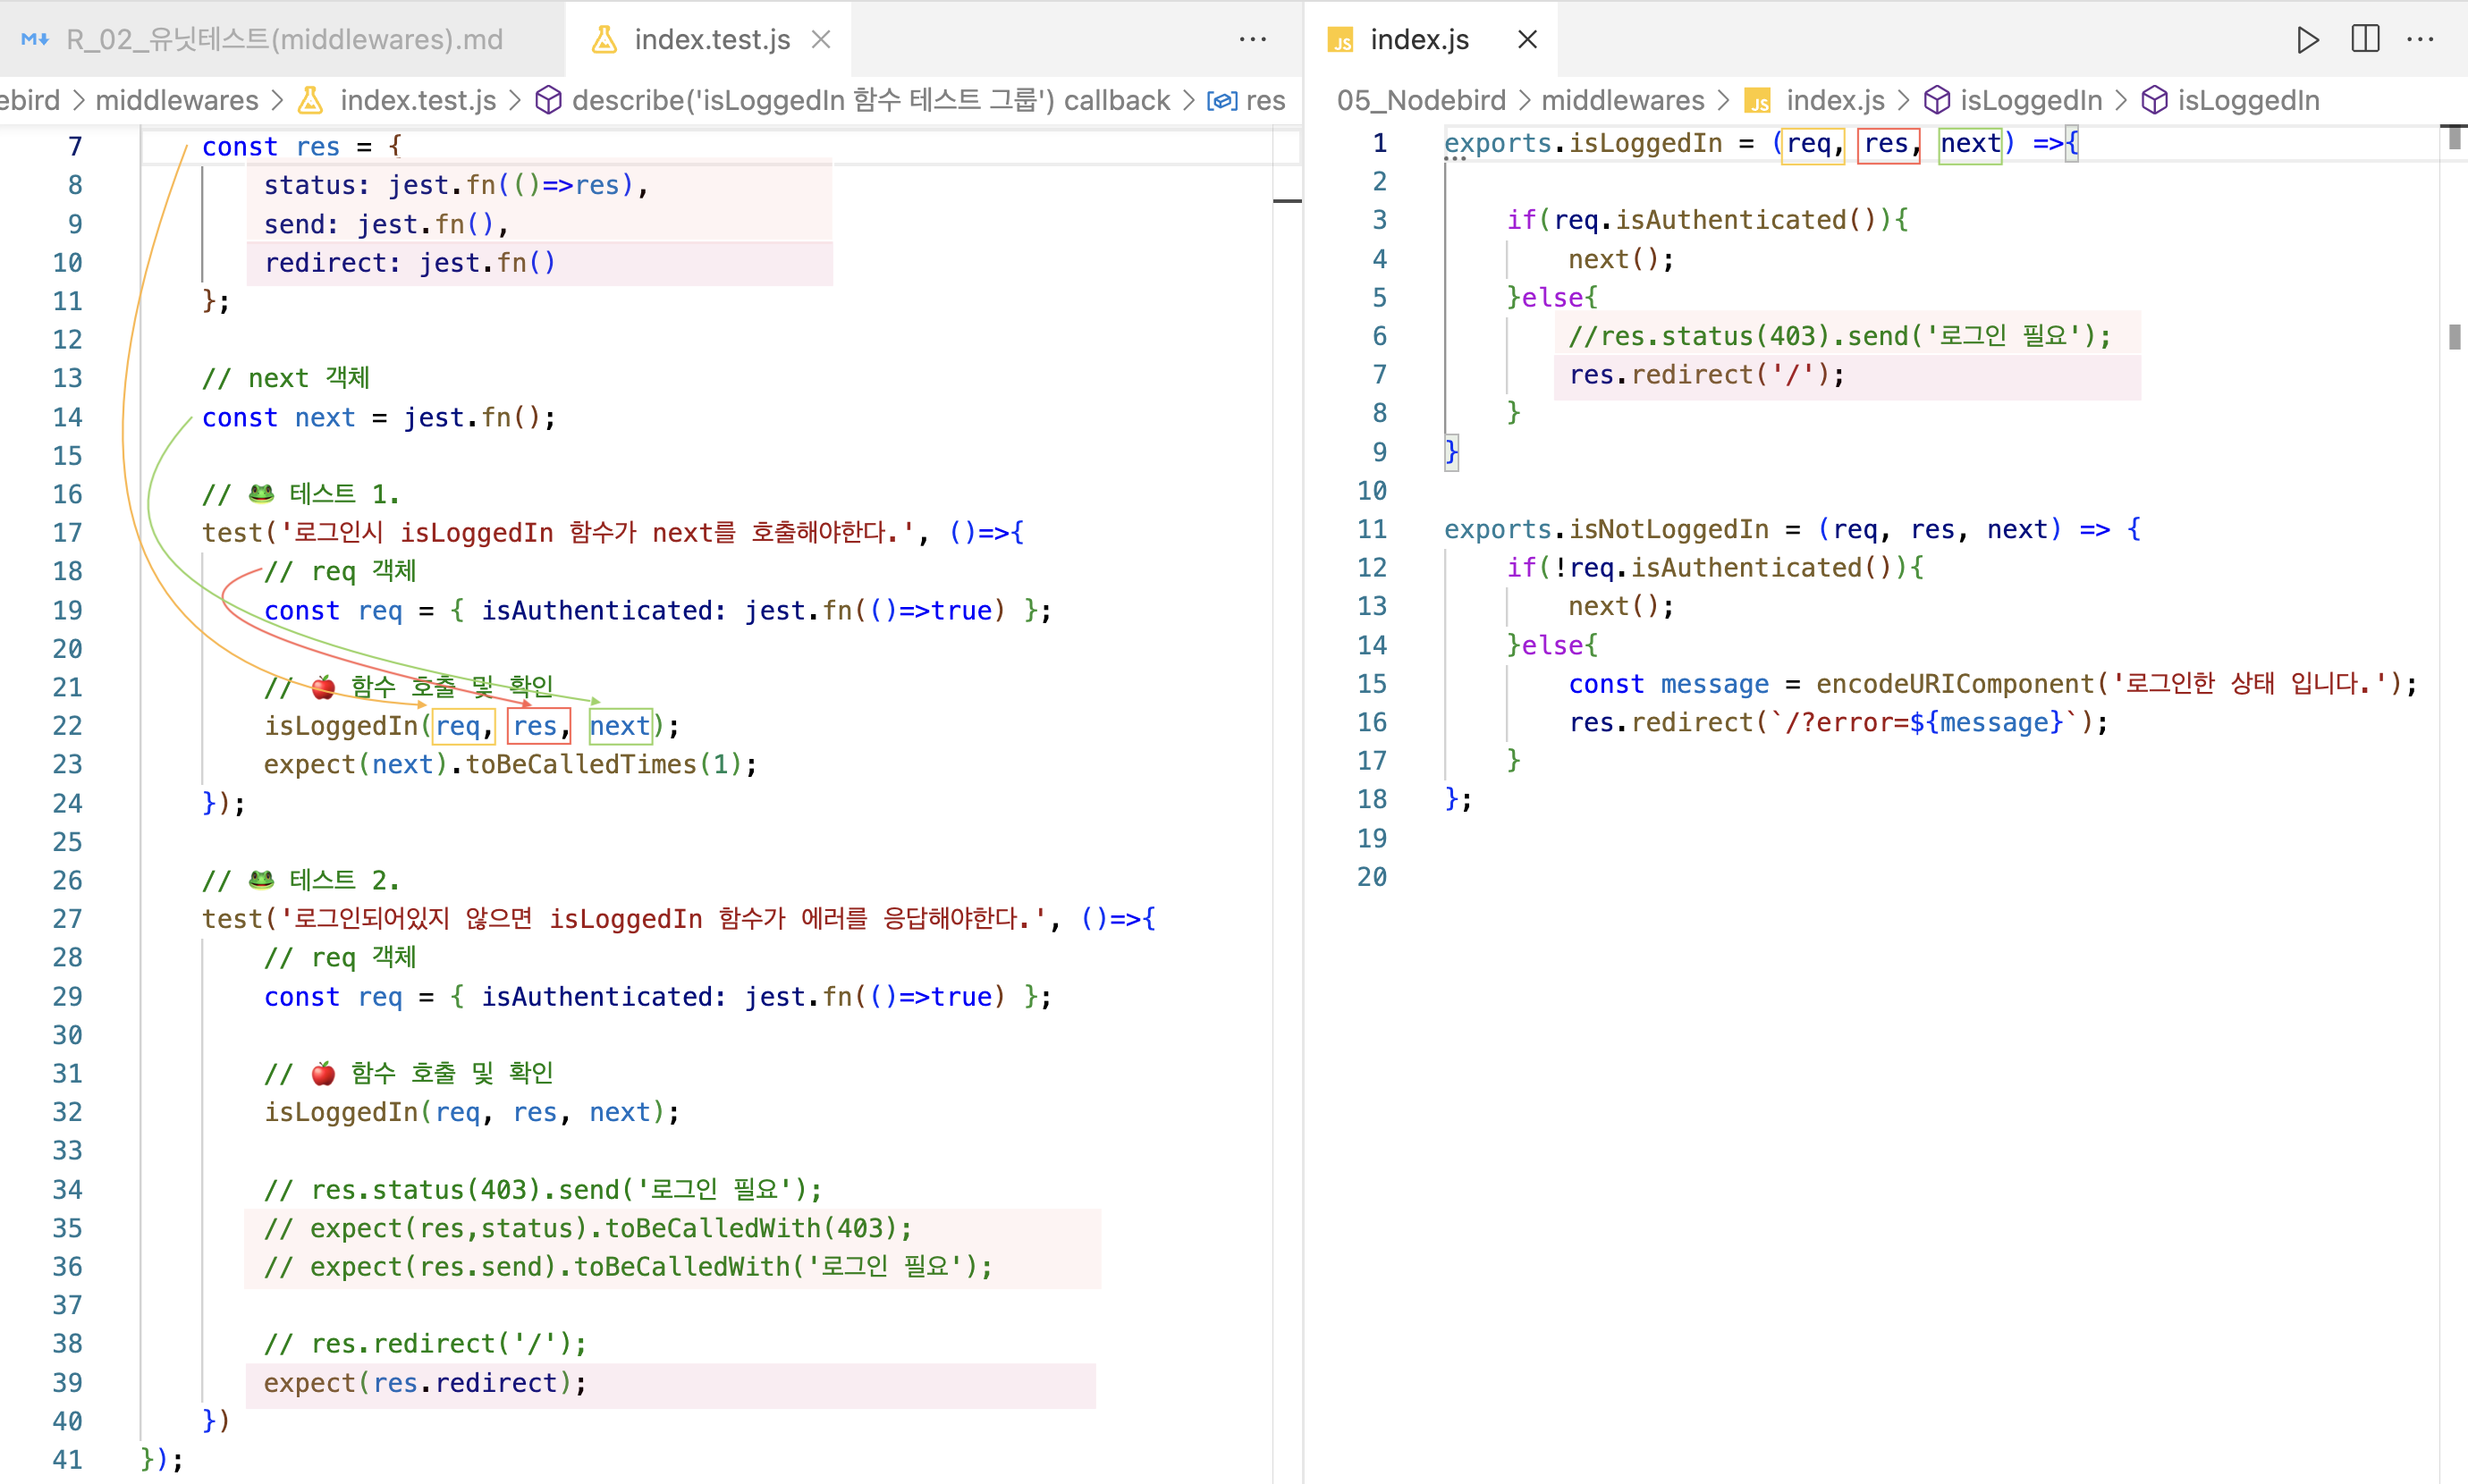 R_02_유닛테스트(middlewares).md
index.test.js
ebird > middlewares > index.test.js > describe('isLoggedIn 함수 테스트 그룹') callback > res
7 const res = {
8 status: jest.fn(()=>res),
9 send: jest.fn(),
10 redirect: jest.fn()
11 };
12
13 // next 객체
14 const next = jest.fn();
15
16 // 🐸 테스트 1.
17 test('로그인시 isLoggedIn 함수가 next를 호출해야한다.', ()=>{
18 // req 객체
19 const req = { isAuthenticated: jest.fn(()=>true) };
20
21 // 🍎 함수 호출 및 확인
22 isLoggedIn(req, res, next);
23 expect(next).toBeCalledTimes(1);
24 });
25
26 // 🐸 테스트 2.
27 test('로그인되어있지 않으면 isLoggedIn 함수가 에러를 응답해야한다.', ()=>{
28 // req 객체
29 const req = { isAuthenticated: jest.fn(()=>true) };
30
31 // 🍎 함수 호출 및 확인
32 isLoggedIn(req, res, next);
33
34 // res.status(403).send('로그인 필요');
35 // expect(res,status).toBeCalledWith(403);
36 // expect(res.send).toBeCalledWith('로그인 필요');
37
38 // res.redirect('/');
39 expect(res.redirect);
40 })
41 });
JS index.js
05_Nodebird > middlewares > JS index.js > isLoggedIn > isLoggedIn
1 exports.isLoggedIn = (req, res, next) =>{
2
3 if(req.isAuthenticated()){
4 next();
5 }else{
6 //res.status(403).send('로그인 필요');
7 res.redirect('/');
8 }
9 }
10
11 exports.isNotLoggedIn = (req, res, next) => {
12 if(!req.isAuthenticated()){
13 next();
14 }else{
15 const message = encodeURIComponent('로그인한 상태 입니다.');
16 res.redirect(`/?error=${message}`);
17 }
18 };
19
20